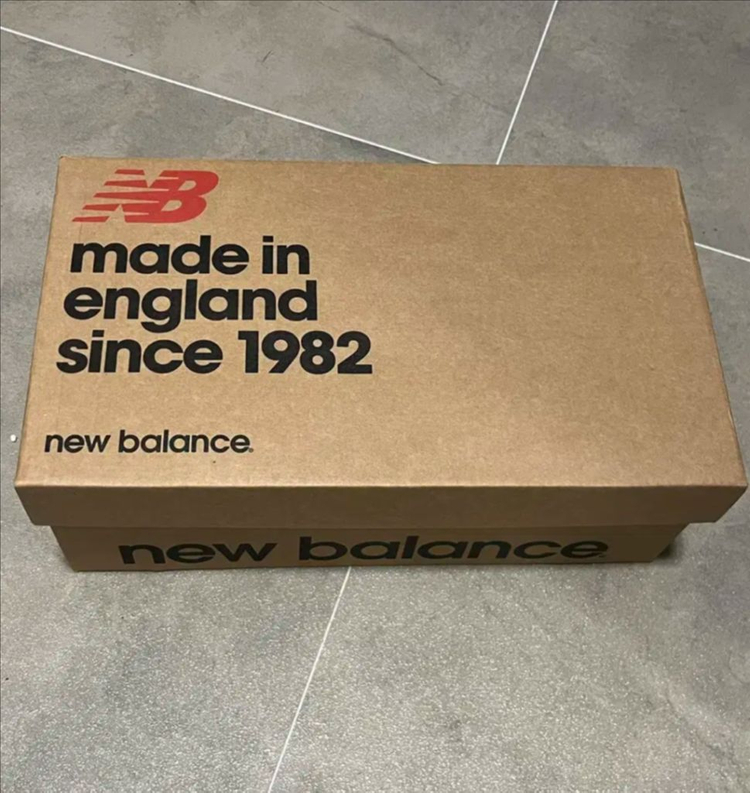 NB
made in
england
since 1982
new balance.
new balance.